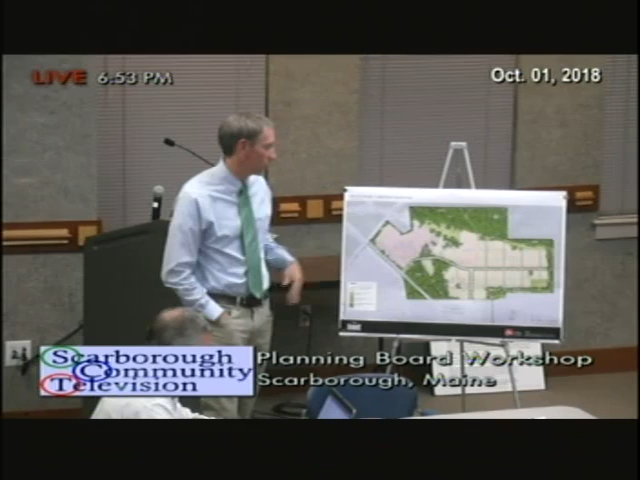 LIVE 6:53 PM
Oct. 01, 2018
Scarborough
Community
Television
Planning Board Workshop
Scarborough, Maine